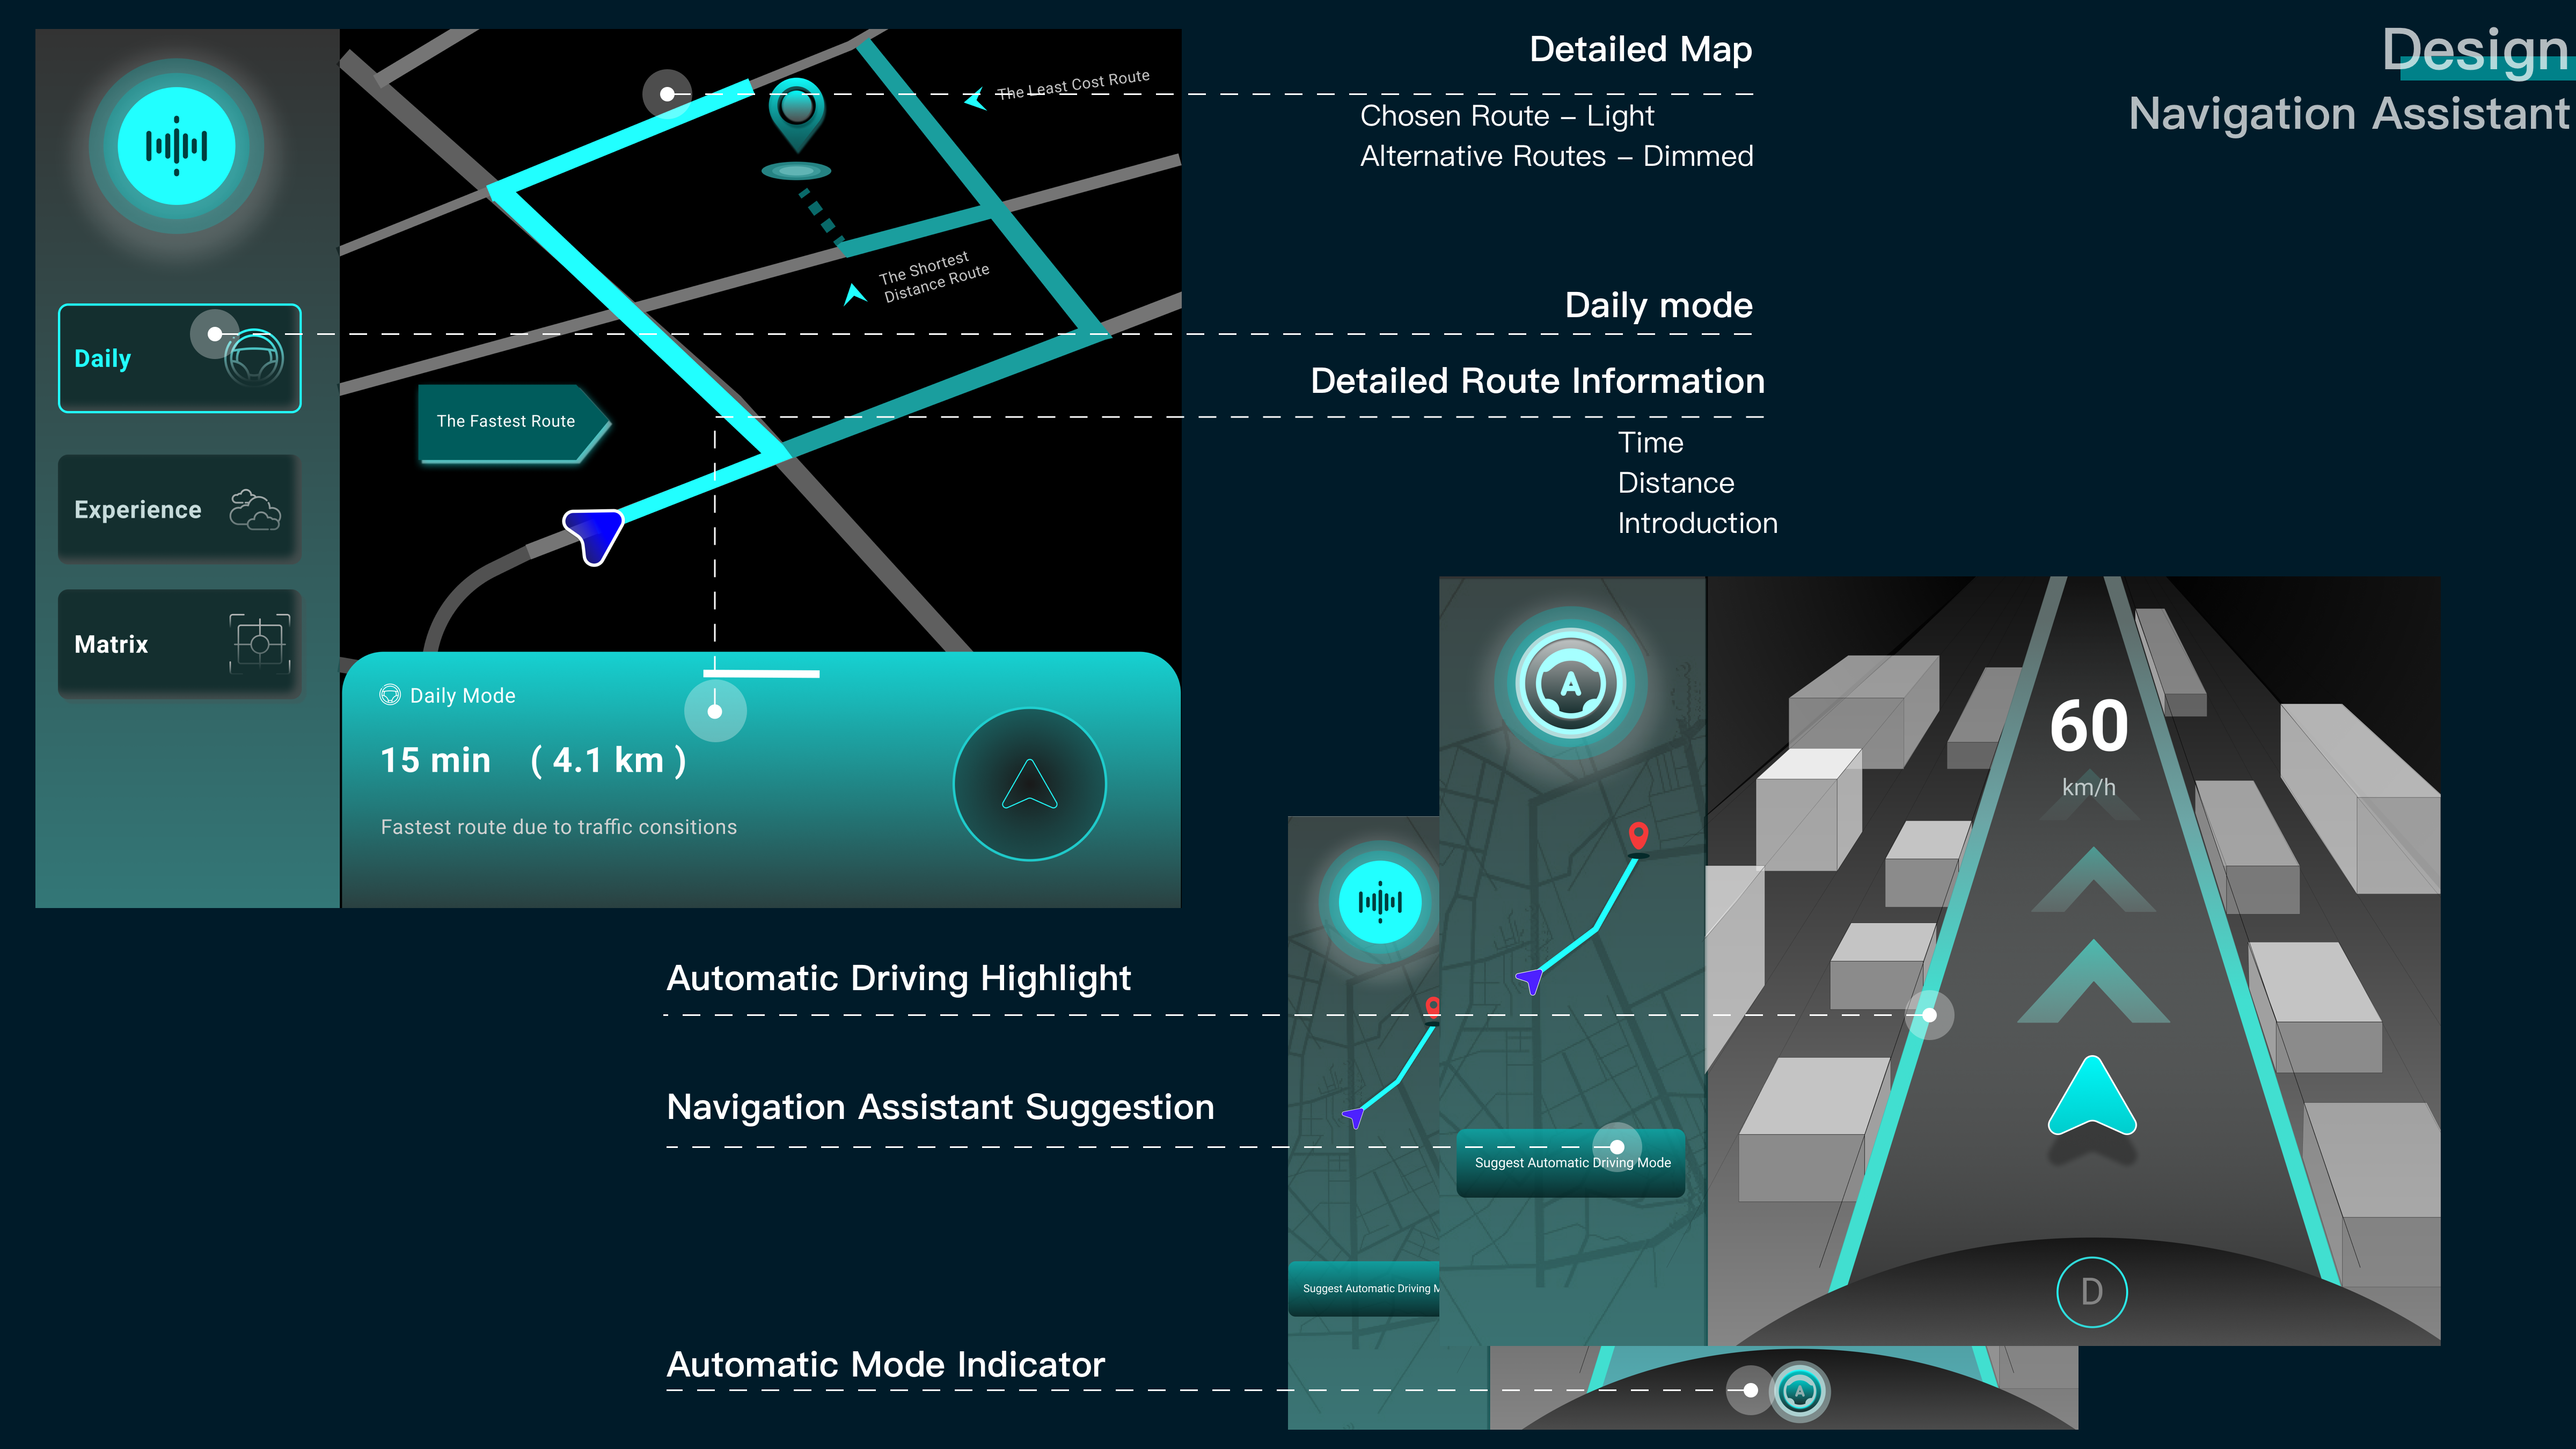 Design
Navigation Assistant
Detailed Map
Chosen Route – Light
Alternative Routes – Dimmed
The Least Cost Route
The Shortest
Distance Route
Daily mode
Daily
Detailed Route Information
Time
Distance
Introduction
The Fastest Route
Experience
Matrix
Daily Mode
15 min ( 4.1 km )
Fastest route due to traffic consitions
A
60
km/h
Automatic Driving Highlight
Navigation Assistant Suggestion
Suggest Automatic Driving Mode
Suggest Automatic Driving M
D
Automatic Mode Indicator
A